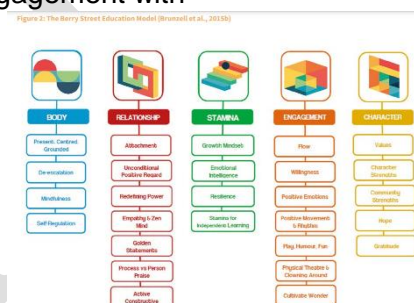 gagement with
Figure 2: The Berry Street Education Model (Brunzell et al., 2015b)
BODY
Present, Centred, Grounded
De-escalation
Mindfulness
Self Regulation
RELATIONSHIP
Attachment
Unconditional
Positive Regard
Redefining Power
Empathy & Zen
Mind
Golden
Statements
Process vs Person
Praise
Active
Constructive
STAMINA
Growth Mindset
Emotional
Intelligence
Resilience
Stamina for
Independent Learning
ENGAGEMENT
Flow
Willingness
Positive Emotions
Positive Movement
& Rhythm
Play, Humour, Fun
Physical Theatre &
Clowning Around
Cultivate Wonder
CHARACTER
Values
Character
Strengths
Community
Strengths
Hope
Gratitude